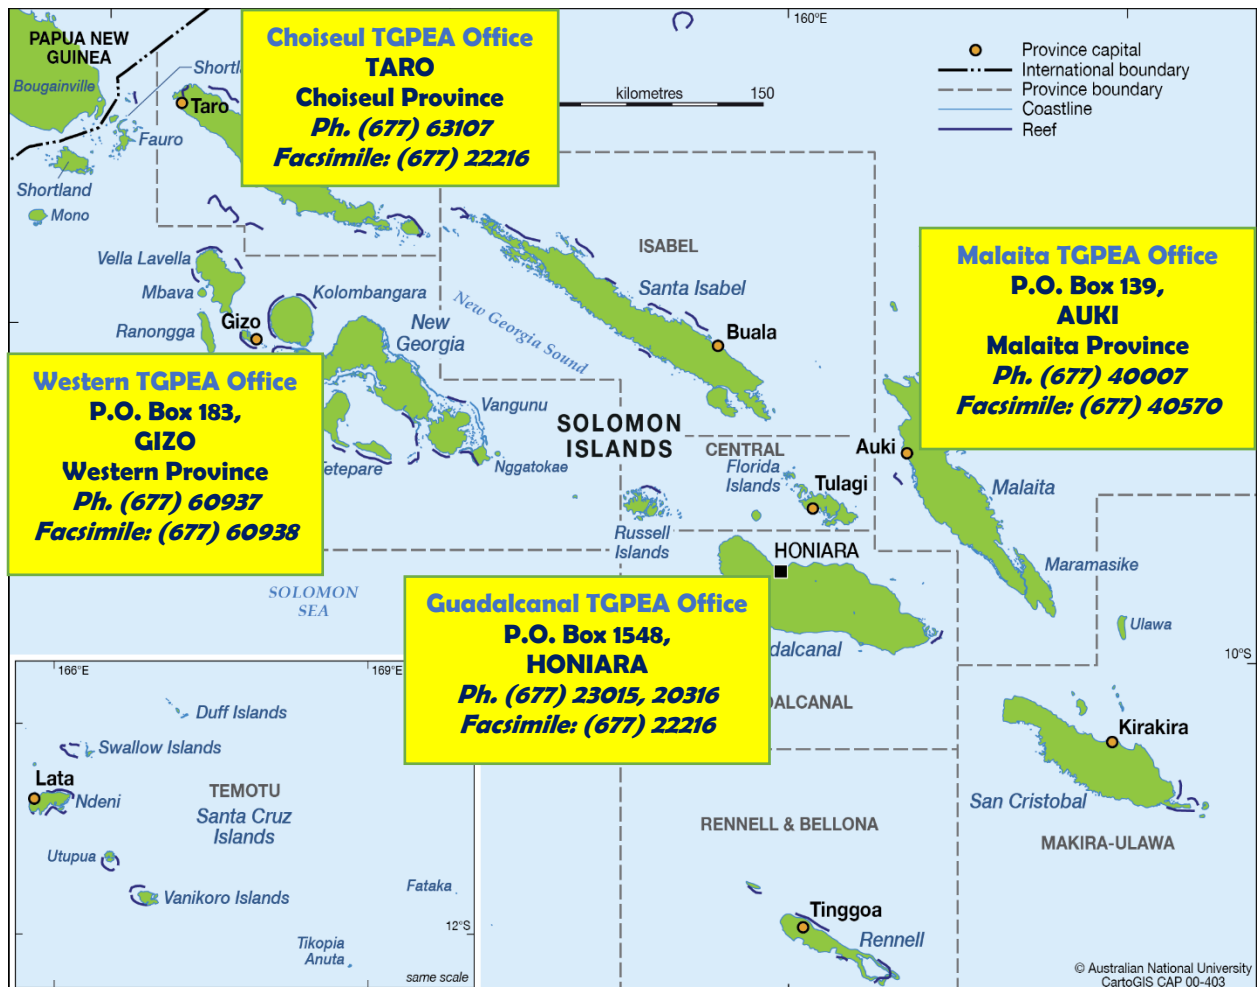 PAPUA NEW
GUINEA
Bougainville
Shortl
Taro
Fauro
Shortland
Mono
Choiseul TGPEA Office
TARO
Choiseul Province
Ph. (677) 63107
Facsimile: (677) 22216
160°E
kilometres
150
Province capital
International boundary
Province boundary
Coastline
Reef
ISABEL
Santa Isabel
Buala
Vella Lavella
Mbava
Ranongga
Gizo
Kolombangara
New
Georgia
New Georgia Sound
Vangunu
Nggatokae
Tetepare
Western TGPEA Office
P.O. Box 183,
GIZO
Western Province
Ph. (677) 60937
Facsimile: (677) 60938
SOLOMON
ISLANDS
CENTRAL
Florida
Islands
Tulagi
Russell
Islands
Malaita TGPEA Office
P.O. Box 139,
AUKI
Malaita Province
Ph. (677) 40007
Facsimile: (677) 40570
Auki
Malaita
Maramasike
Ulawa
10°S
SOLOMON
SEA
HONIARA
Guadalcanal TGPEA Office
P.O. Box 1548,
HONIARA
Ph. (677) 23015, 20316
Facsimile: (677) 22216
dalcanal
DALCANAL
Kirakira
San Cristobal
MAKIRA-ULAWA
RENNELL & BELLONA
Tinggoa
Rennell
166°E
169°E
Duff Islands
Swallow Islands
Lata
Ndeni
TEMOTU
Santa Cruz
Islands
Utupua
Vanikoro Islands
Fataka
12°S
Tikopia
Anuta
same scale
© Australian National University
CartoGIS CAP 00-403